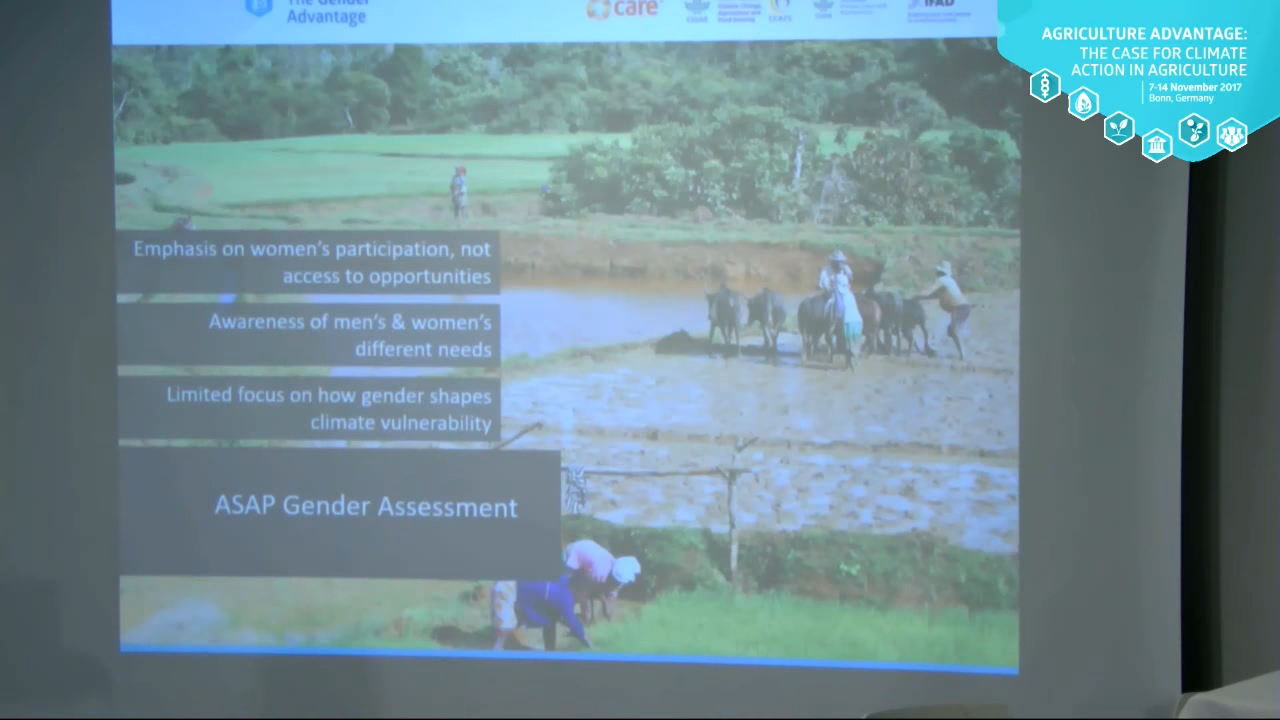 The Gender
Advantage
care
CCAFS
IFAD
AGRICULTURE ADVANTAGE:
THE CASE FOR CLIMATE
ACTION IN AGRICULTURE
7-14 November 2017
Bonn, Germany
Emphasis on women's participation, not
access to opportunities
Awareness of men's & women's
different needs
Limited focus on how gender shapes
climate vulnerability
ASAP Gender Assessment